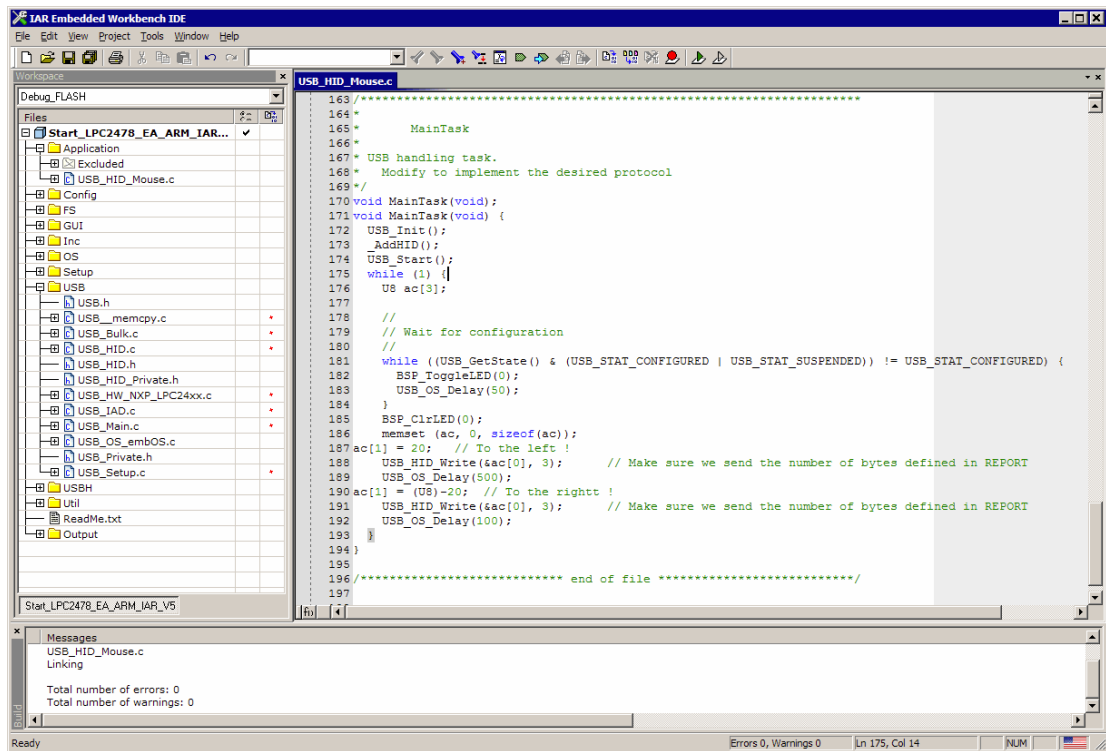 IAR Embedded Workbench IDE
File Edit View Project Tools Window Help
Workspace
Debug_FLASH
Files
Start_LPC2478_EA_ARM_IAR...
Application
Excluded
USB_HID_Mouse.c
Config
FS
GUI
Inc
OS
Setup
USB
USB.h
USB__memcpy.c
USB_Bulk.c
USB_HID.c
USB_HID.h
USB_HID_Private.h
USB_HW_NXP_LPC24xx.c
USB_IAD.c
USB_Main.c
USB_OS_embOS.c
USB_Private.h
USB_Setup.c
USBH
Util
ReadMe.txt
Output
Start_LPC2478_EA_ARM_IAR_V5
USB_HID_Mouse.c
163 /*********************************************************************
164 *
165 *       MainTask
166 *
167 * USB handling task.
168 *   Modify to implement the desired protocol
169 */
170 void MainTask(void);
171 void MainTask(void) {
172   USB_Init();
173   _AddHID();
174   USB_Start();
175   while (1) {
176     U8 ac[3];
177
178     //
179     // Wait for configuration
180     //
181     while ((USB_GetState() & (USB_STAT_CONFIGURED | USB_STAT_SUSPENDED)) != USB_STAT_CONFIGURED) {
182       BSP_ToggleLED(0);
183       USB_OS_Delay(50);
184     }
185     BSP_ClrLED(0);
186     memset (ac, 0, sizeof(ac));
187 ac[1] = 20;   // To the left !
188     USB_HID_Write(&ac[0], 3);      // Make sure we send the number of bytes defined in REPORT
189     USB_OS_Delay(500);
190 ac[1] = (U8)-20;  // To the rightt !
191     USB_HID_Write(&ac[0], 3);      // Make sure we send the number of bytes defined in REPORT
192     USB_OS_Delay(100);
193   }
194 }
195
196 /**************************** end of file ***************************/
197
Messages
USB_HID_Mouse.c
Linking
Total number of errors: 0
Total number of warnings: 0
Build
Ready
Errors 0, Warnings 0
Ln 175, Col 14
NUM